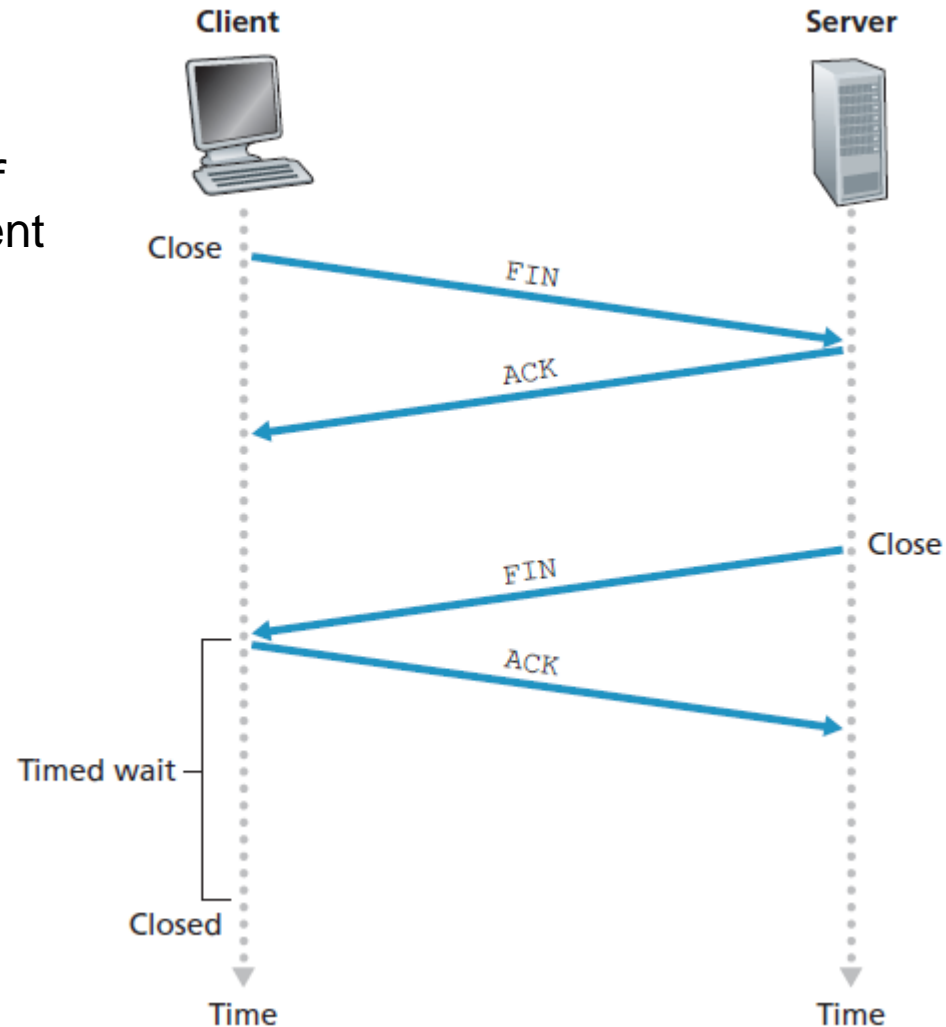 Client Server
ent
Close
FIN
ACK
Close
FIN
ACK
Timed wait
Closed
Time Time